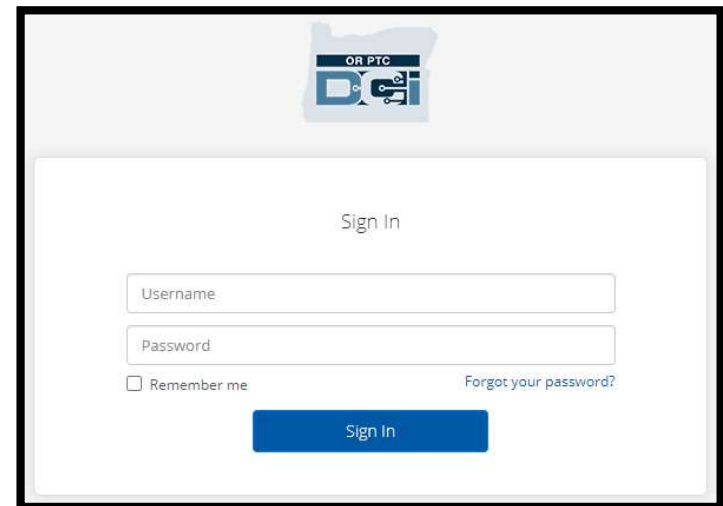 OR PTC
DCi
Sign In
Username
Password
Remember me
Forgot your password?
Sign In